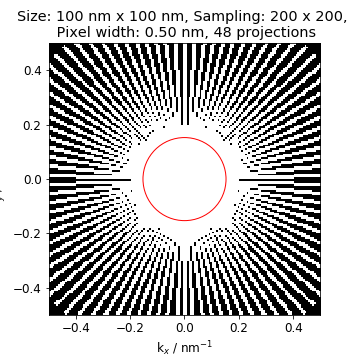 Size: 100 nm x 100 nm, Sampling: 200 x 200,
Pixel width: 0.50 nm, 48 projections
0.4
0.2
0.0
−0.2
−0.4
−0.4 −0.2 0.0 0.2 0.4
kₓ / nm⁻¹